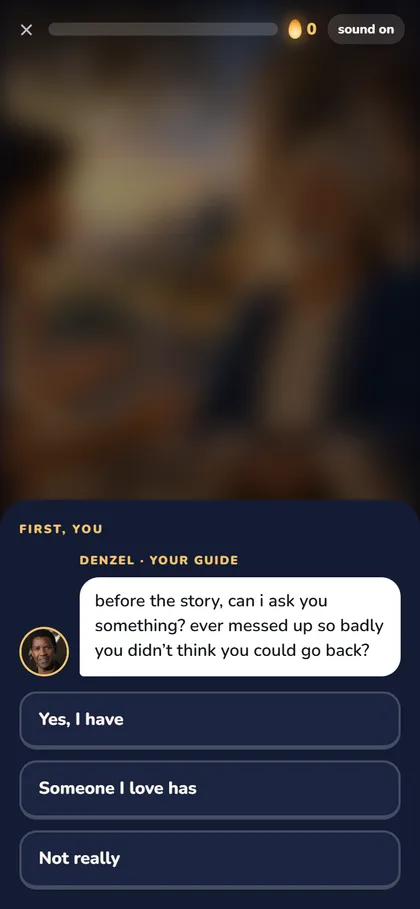 × 0 sound on
FIRST, YOU
DENZEL · YOUR GUIDE
before the story, can i ask you
something? ever messed up so badly
you didn’t think you could go back?
Yes, I have
Someone I love has
Not really